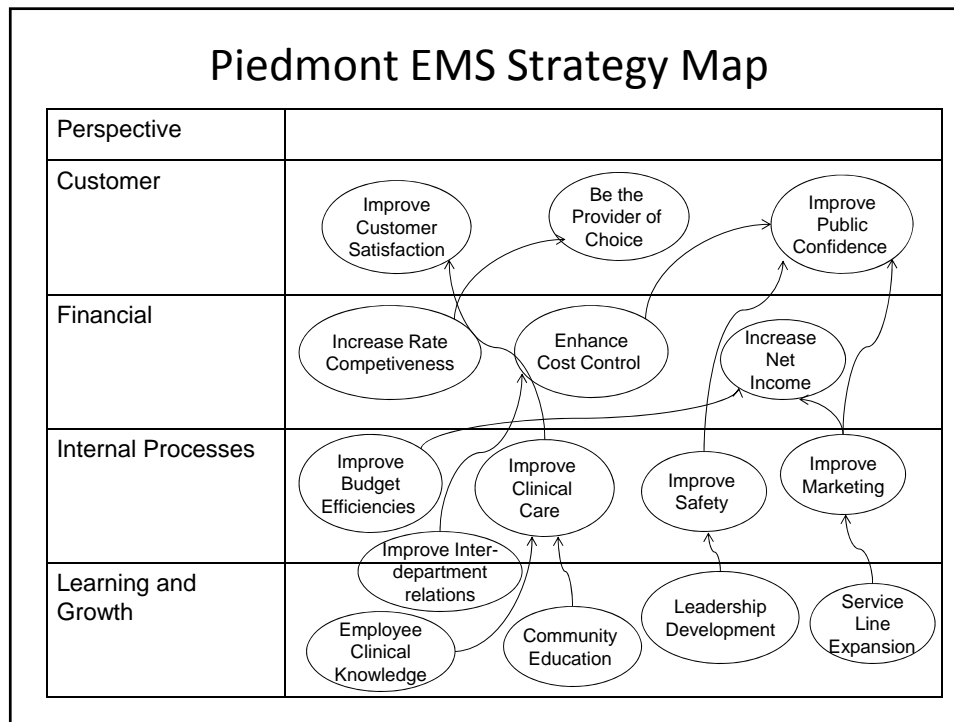 Piedmont EMS Strategy Map
Perspective
Customer
Improve
Customer
Satisfaction
Be the
Provider of
Choice
Improve
Public
Confidence
Financial
Increase Rate
Competiveness
Enhance
Cost Control
Increase
Net
Income
Internal Processes
Improve
Budget
Efficiencies
Improve
Clinical
Care
Improve
Safety
Improve
Marketing
Improve Inter-
department
relations
Learning and
Growth
Employee
Clinical
Knowledge
Community
Education
Leadership
Development
Service
Line
Expansion